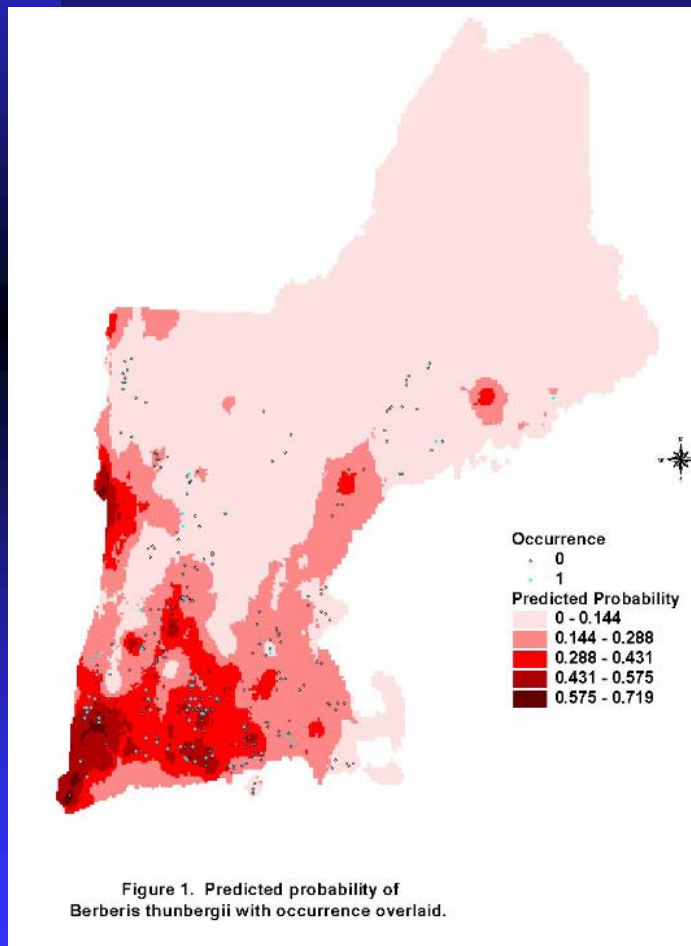 Occurrence
0
1
Predicted Probability
0 - 0.144
0.144 - 0.288
0.288 - 0.431
0.431 - 0.575
0.575 - 0.719
Figure 1. Predicted probability of
Berberis thunbergii with occurrence overlaid.